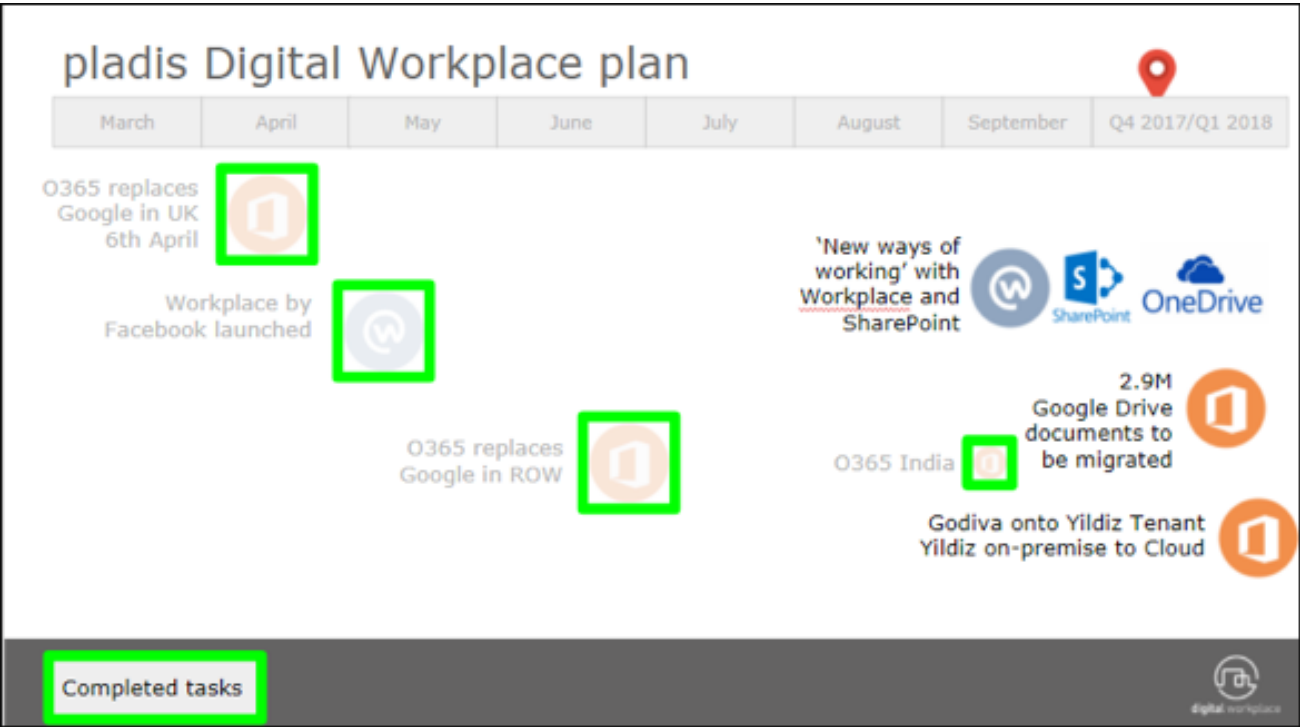 pladis Digital Workplace plan
March April May June July August September Q4 2017/Q1 2018
O365 replaces
Google in UK
6th April
Workplace by
Facebook launched
O365 replaces
Google in ROW
O365 India
'New ways of
working' with
Workplace and
SharePoint
S
SharePoint
OneDrive
2.9M
Google Drive
documents to
be migrated
Godiva onto Yildiz Tenant
Yildiz on-premise to Cloud
Completed tasks
digital workplace